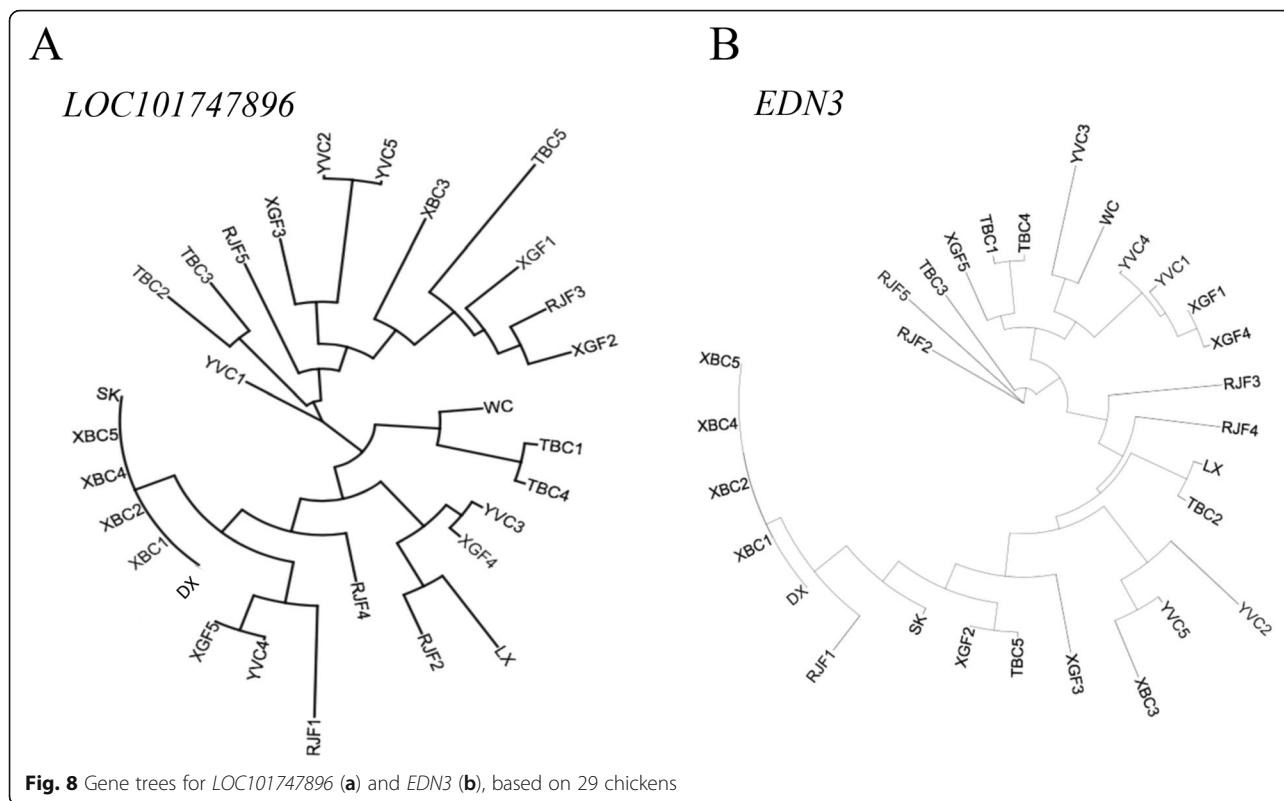 A
LOC101747896
YVC2
YVC5
TBC5
XBC3
XGF3
RJF5
XGF1
TBC3
RJF3
TBC2
XGF2
YVC1
SK
WC
XBC5
TBC1
XBC4
TBC4
XBC2
YVC3
XBC1
XGF4
DX
RJF4
XGF5
YVC4
RJF2
LX
RJF1
B
EDN3
YVC3
WC
TBC1
TBC4
XGF5
YVC4
YVC1
TBC3
RJF5
XGF1
XGF4
RJF2
XBC5
RJF3
XBC4
RJF4
LX
XBC2
TBC2
XBC1
DX
YVC2
SK
YVC5
XGF2
TBC5
RJF1
XGF3
XBC3
Fig. 8 Gene trees for LOC101747896 (a) and EDN3 (b), based on 29 chickens